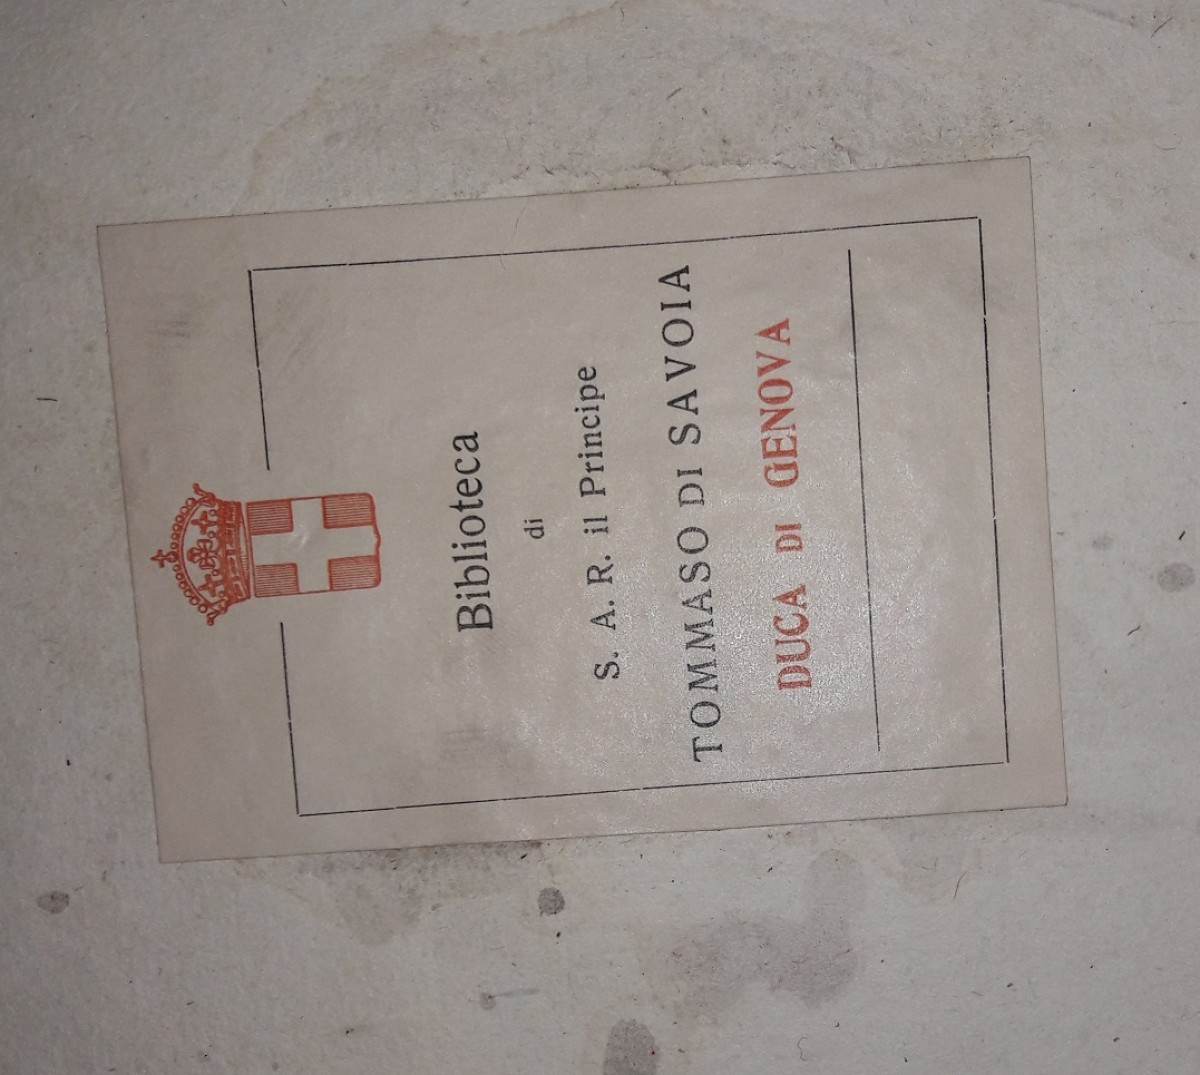 Biblioteca
di
S. A. R. il Principe
TOMMASO DI SAVOIA
DUCA DI GENOVA